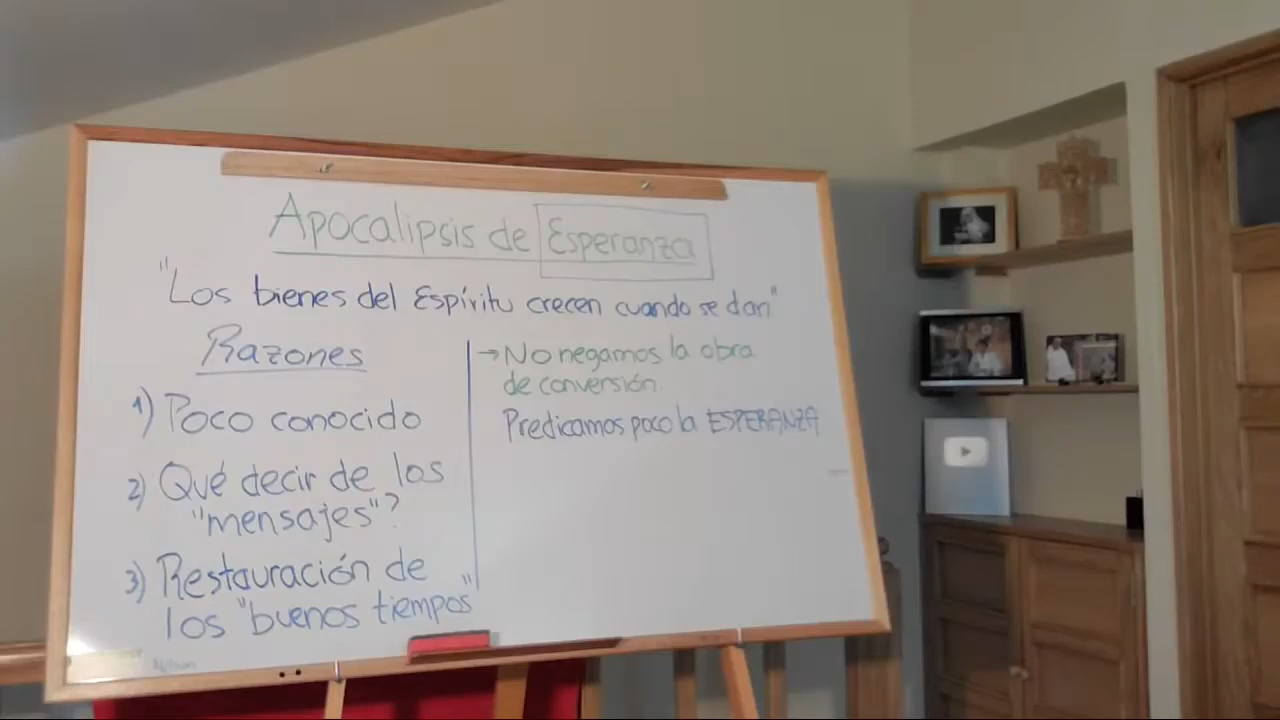 Apocalipsis de Esperanza
"Los bienes del Espíritu crecen cuando se dan"
Razones
1) Poco conocido
2) Qué decir de los
"mensajes"?
3) Restauración de
los "buenos tiempos"
→ No negamos la obra
de conversión.
Predicamos poco la ESPERANZA